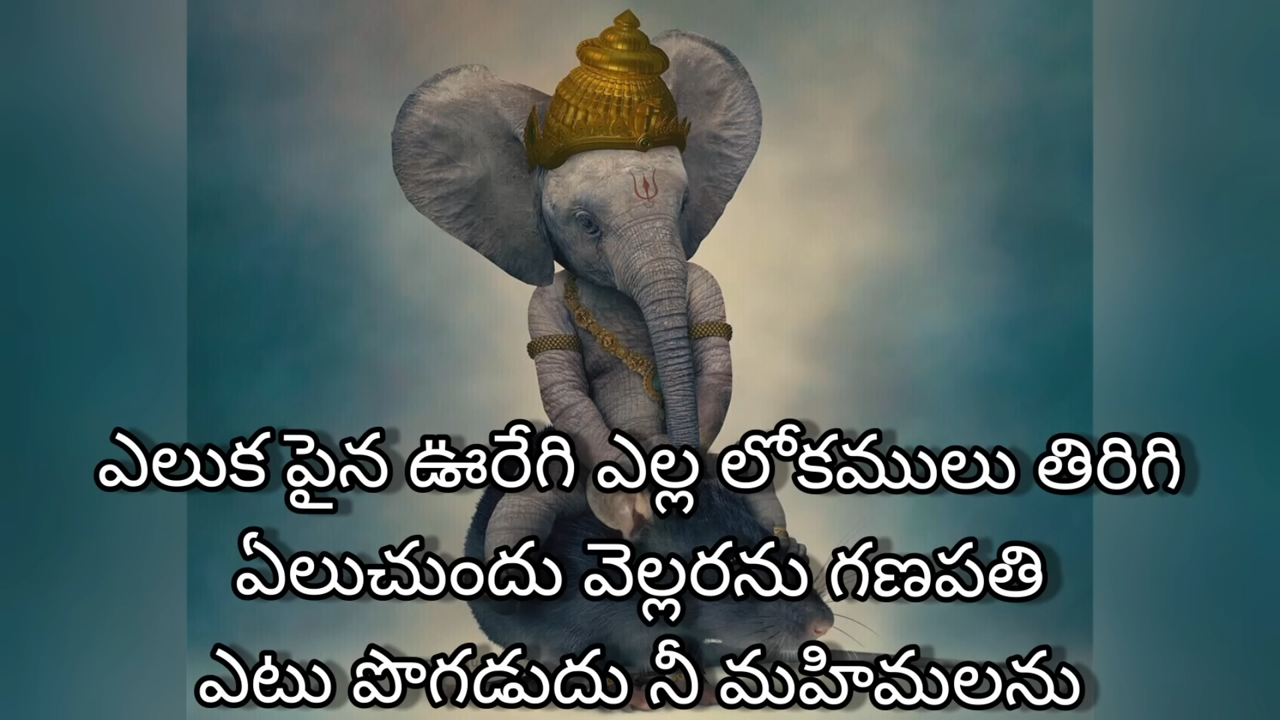 ఎలుక పైన ఊరేగి ఎల్ల లోకములు తిరిగి
ఏలుచుందు వెల్లరను గణపతి
ఎటు పొగడుదు నీ మహిమలను